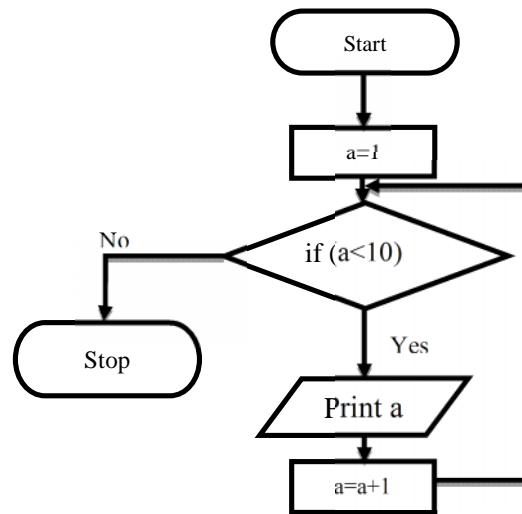 Start
a=1
if (a<10)
No
Yes
Stop
Print a
a=a+1